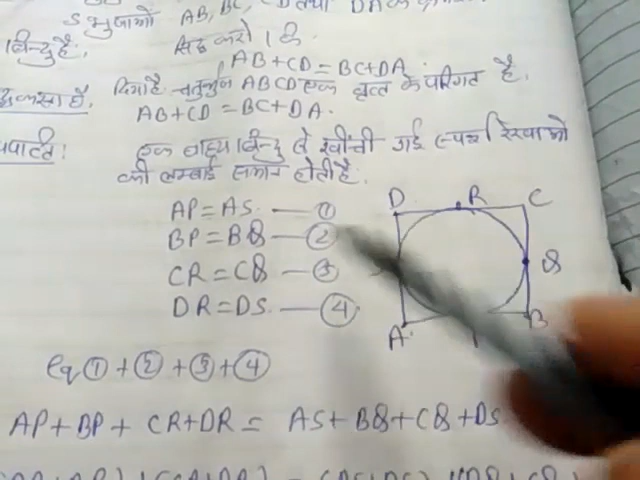 भुजाओं AB, BC, CD तथा DA
बिन्दु है, सिद्ध करो कि
AB+CD=BC+DA
दिया है चतुर्भुज ABCD एक वृत्त के परिगत है.
AB+CD=BC+DA.
एक बाह्य बिन्दु से खींची गई स्पर्श रेखाओं
की लम्बाई समान होती है.
AP=AS. — ①
BP=BQ — ②
CR=CQ — ③
DR=DS. — ④
D R C
Q
A B
eq ① + ② + ③ + ④
AP+BP+ CR+DR = AS+BQ+CQ+DS